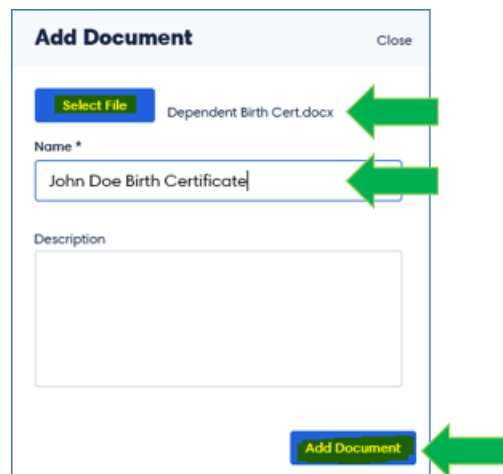 Add Document
Close
Select File Dependent Birth Cert.docx
Name *
John Doe Birth Certificate
Description
Add Document